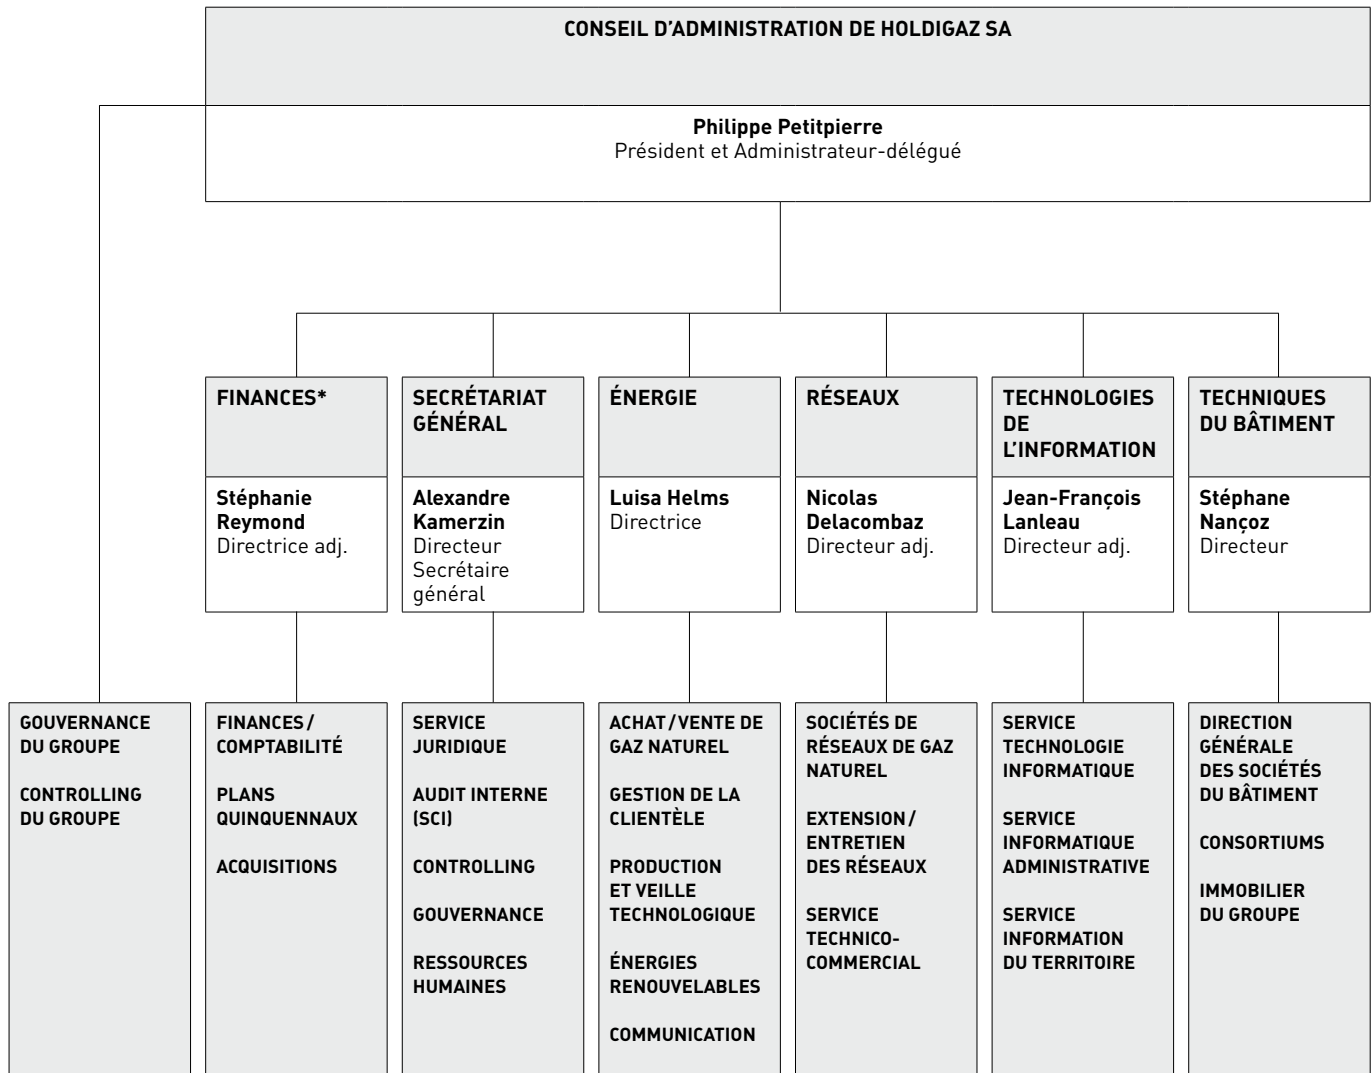 CONSEIL D'ADMINISTRATION DE HOLDIGAZ SA
Philippe Petitpierre
Président et Administrateur-délégué
FINANCES*
Stéphanie
Reymond
Directrice adj.
SECRÉTARIAT
GÉNÉRAL
Alexandre
Kamerzin
Directeur
Secrétaire
général
ÉNERGIE
Luisa Helms
Directrice
RÉSEAUX
Nicolas
Delacombaz
Directeur adj.
TECHNOLOGIES
DE
L'INFORMATION
Jean-François
Lanleau
Directeur adj.
TECHNIQUES
DU BÂTIMENT
Stéphane
Nançoz
Directeur
GOUVERNANCE
DU GROUPE
CONTROLLING
DU GROUPE
FINANCES/
COMPTABILITÉ
PLANS
QUINQUENNAUX
ACQUISITIONS
SERVICE
JURIDIQUE
AUDIT INTERNE
(SCI)
CONTROLLING
GOUVERNANCE
RESSOURCES
HUMAINES
ACHAT/VENTE DE
GAZ NATUREL
GESTION DE LA
CLIENTÈLE
PRODUCTION
ET VEILLE
TECHNOLOGIQUE
ÉNERGIES
RENOUVELABLES
COMMUNICATION
SOCIÉTÉS DE
RÉSEAUX DE GAZ
NATUREL
EXTENSION/
ENTRETIEN
DES RÉSEAUX
SERVICE
TECHNICO-
COMMERCIAL
SERVICE
TECHNOLOGIE
INFORMATIQUE
SERVICE
INFORMATIQUE
ADMINISTRATIVE
SERVICE
INFORMATION
DU TERRITOIRE
DIRECTION
GÉNÉRALE
DES SOCIÉTÉS
DU BÂTIMENT
CONSORTIUMS
IMMOBILIER
DU GROUPE